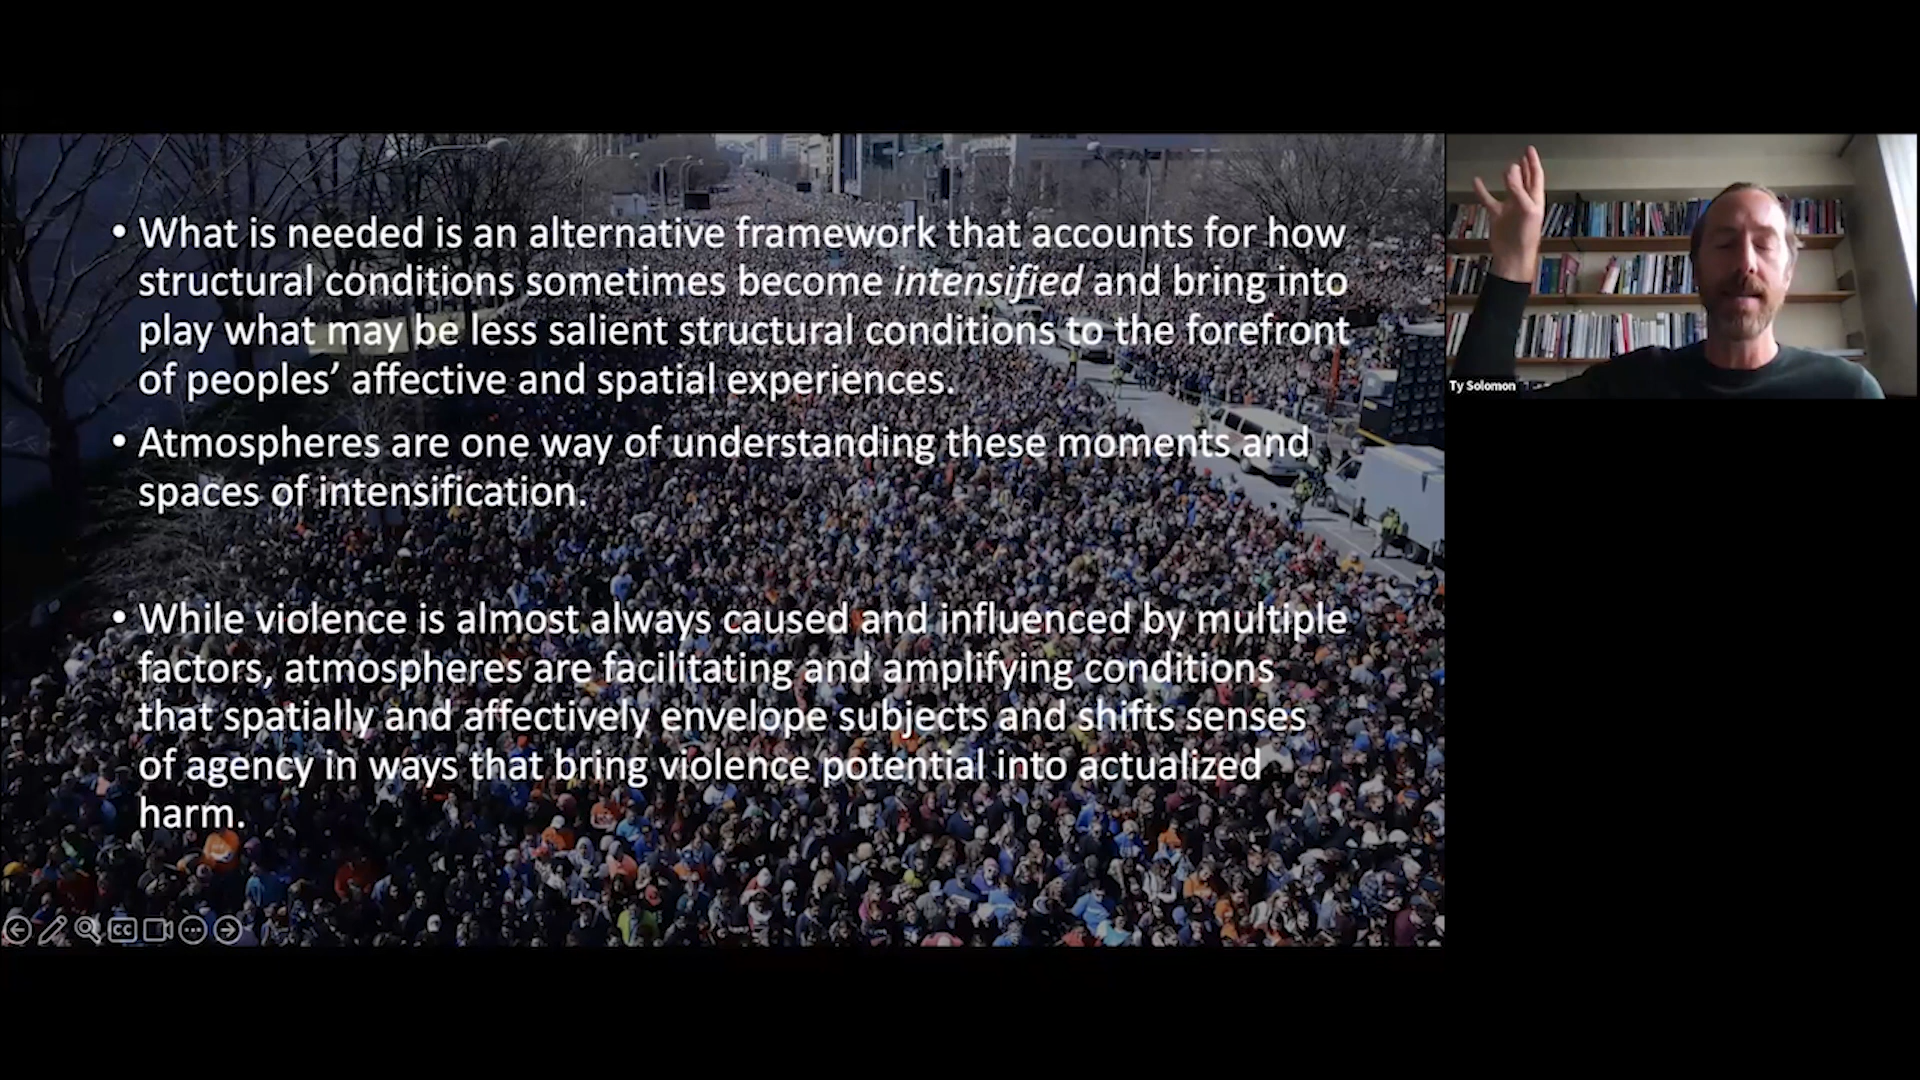 • What is needed is an alternative framework that accounts for how
structural conditions sometimes become intensified and bring into
play what may be less salient structural conditions to the forefront
of peoples’ affective and spatial experiences.
• Atmospheres are one way of understanding these moments and
spaces of intensification.
• While violence is almost always caused and influenced by multiple
factors, atmospheres are facilitating and amplifying conditions
that spatially and affectively envelope subjects and shifts senses
of agency in ways that bring violence potential into actualized
harm.
Ty Solomon
CC